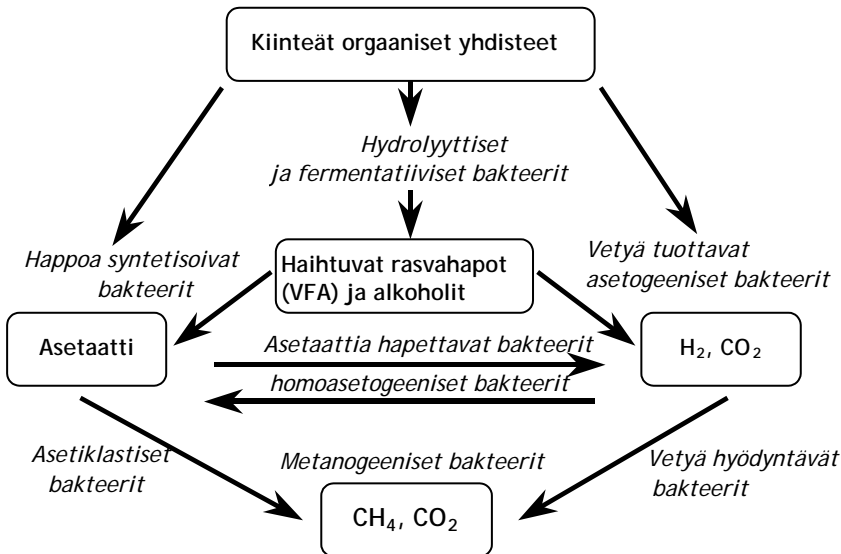 Kiinteät orgaaniset yhdisteet
Hydrolyyttiset
ja fermentatiiviset bakteerit
Happoa syntetisoivat
bakteerit
Haihtuvat rasvahapot
(VFA) ja alkoholit
Vetyä tuottavat
asetogeeniset bakteerit
Asetaatti
Asetaattia hapettavat bakteerit
homoasetogeeniset bakteerit
H₂, CO₂
Asetiklastiset
bakteerit
Metanogeeniset bakteerit
Vetyä hyödyntävät
bakteerit
CH₄, CO₂